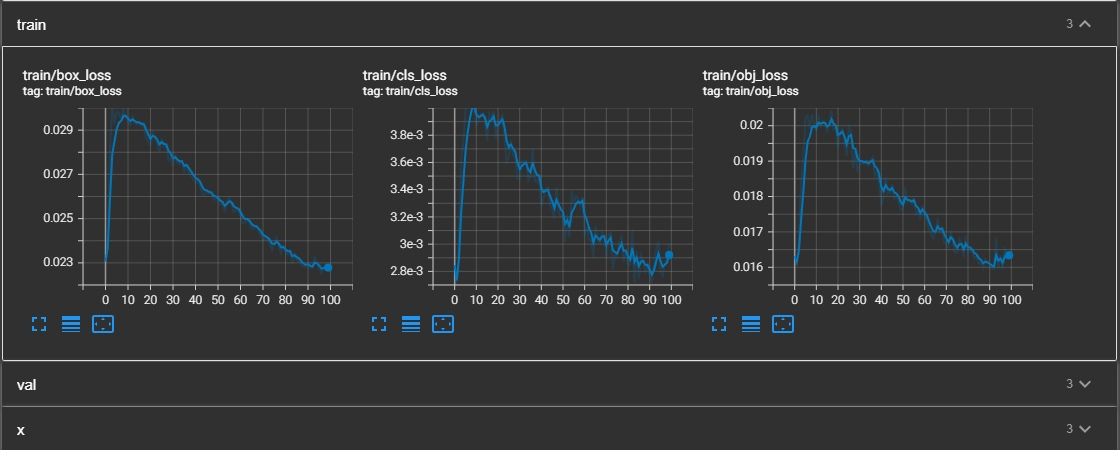 train
3
train/box_loss
tag: train/box_loss
0.029
0.027
0.025
0.023
0 10 20 30 40 50 60 70 80 90 100
train/cls_loss
tag: train/cls_loss
3.8e-3
3.6e-3
3.4e-3
3.2e-3
3e-3
2.8e-3
0 10 20 30 40 50 60 70 80 90 100
train/obj_loss
tag: train/obj_loss
0.02
0.019
0.018
0.017
0.016
0 10 20 30 40 50 60 70 80 90 100
val
3
x
3